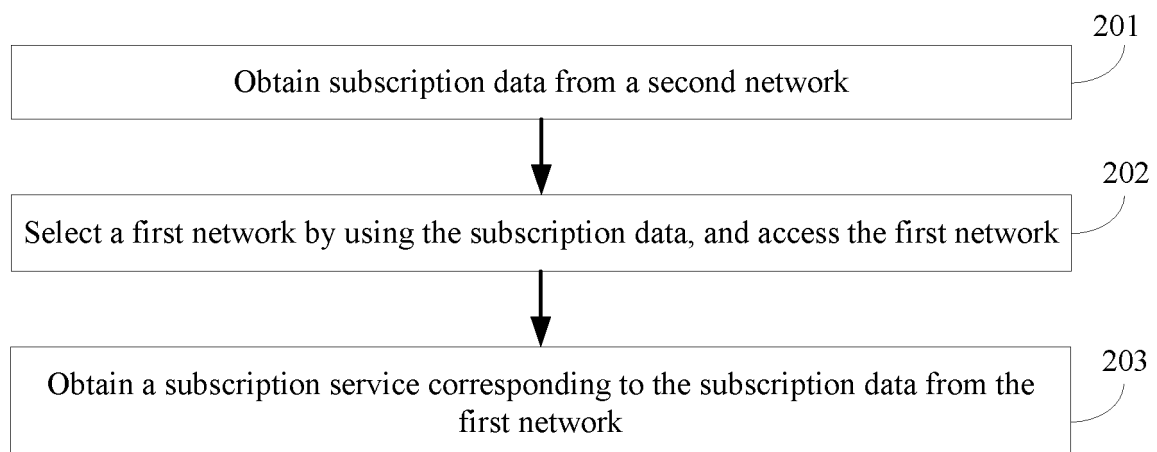 201
Obtain subscription data from a second network
202
Select a first network by using the subscription data, and access the first network
203
Obtain a subscription service corresponding to the subscription data from the
first network